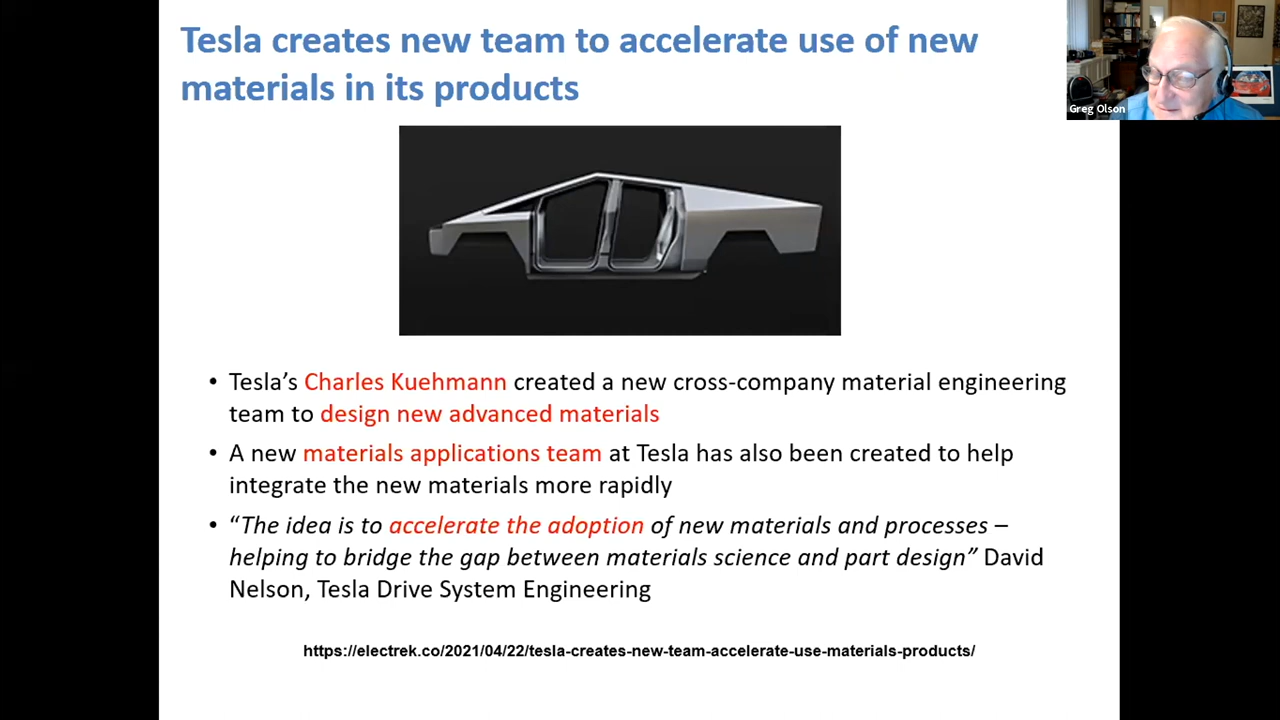 Tesla creates new team to accelerate use of new
materials in its products
Greg Olson
• Tesla’s Charles Kuehmann created a new cross-company material engineering
team to design new advanced materials
• A new materials applications team at Tesla has also been created to help
integrate the new materials more rapidly
• “The idea is to accelerate the adoption of new materials and processes –
helping to bridge the gap between materials science and part design” David
Nelson, Tesla Drive System Engineering
https://electrek.co/2021/04/22/tesla-creates-new-team-accelerate-use-materials-products/